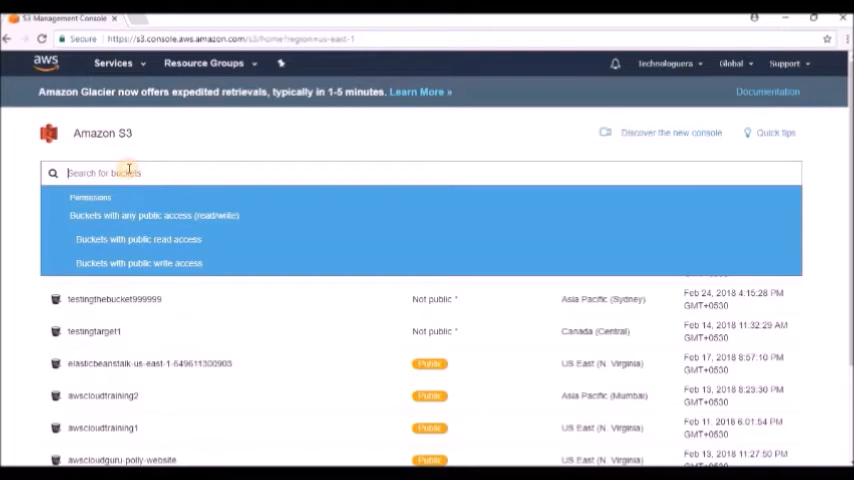 S3 Management Console
Secure https://s3.console.aws.amazon.com/s3/home?region=us-east-1
aws Services Resource Groups Technologuera Global Support
Amazon Glacier now offers expedited retrievals, typically in 1-5 minutes. Learn More » Documentation
Amazon S3 Discover the new console Quick tips
Search for buckets
Permissions
Buckets with any public access (read/write)
Buckets with public read access
Buckets with public write access
testingthebucket999999 Not public * Asia Pacific (Sydney) Feb 24, 2018 4:15:28 PM
GMT+0530
testingtarget1 Not public * Canada (Central) Feb 14, 2018 11:32:29 AM
GMT+0530
elasticbeanstalk-us-east-1-649611300903 Public US East (N. Virginia) Feb 17, 2018 8:57:10 PM
GMT+0530
awscloudtraining2 Public Asia Pacific (Mumbai) Feb 13, 2018 8:23:30 PM
GMT+0530
awscloudtraining1 Public US East (N. Virginia) Feb 11, 2018 6:01:54 PM
GMT+0530
awscloudguru-polly-website Public US East (N. Virginia) Feb 13, 2018 11:27:50 PM